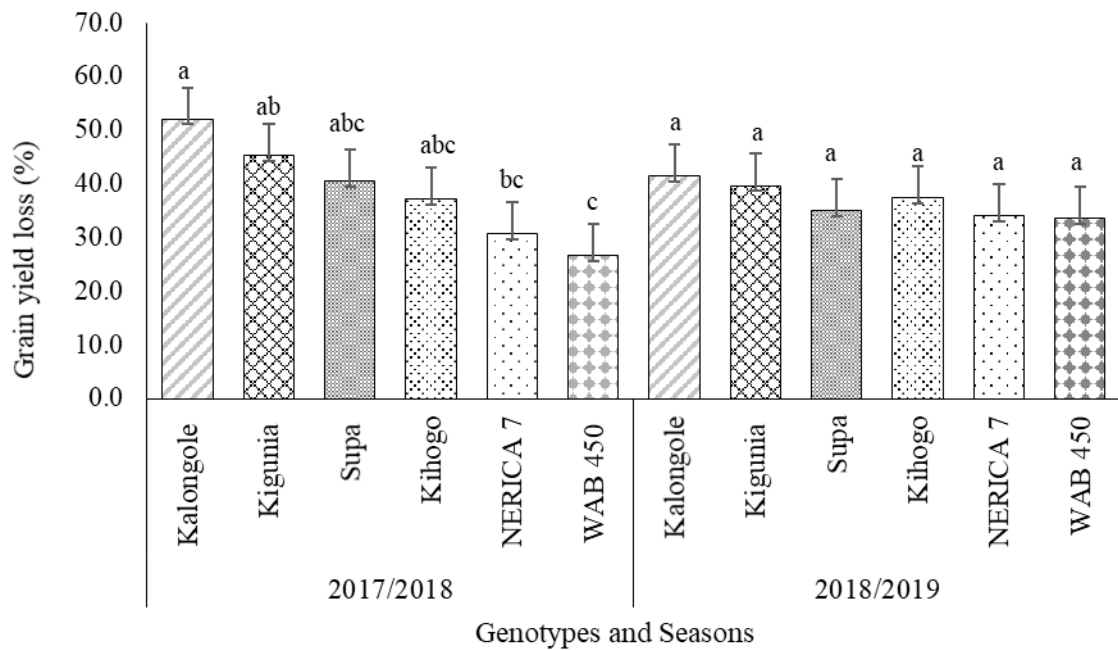 Grain yield loss (%)
70.0
60.0
50.0
40.0
30.0
20.0
10.0
0.0
a
ab
abc
abc
bc
c
a
a
a
a
a
a
Kalongole
Kigunia
Supa
Kihogo
NERICA 7
WAB 450
Kalongole
Kigunia
Supa
Kihogo
NERICA 7
WAB 450
2017/2018
2018/2019
Genotypes and Seasons